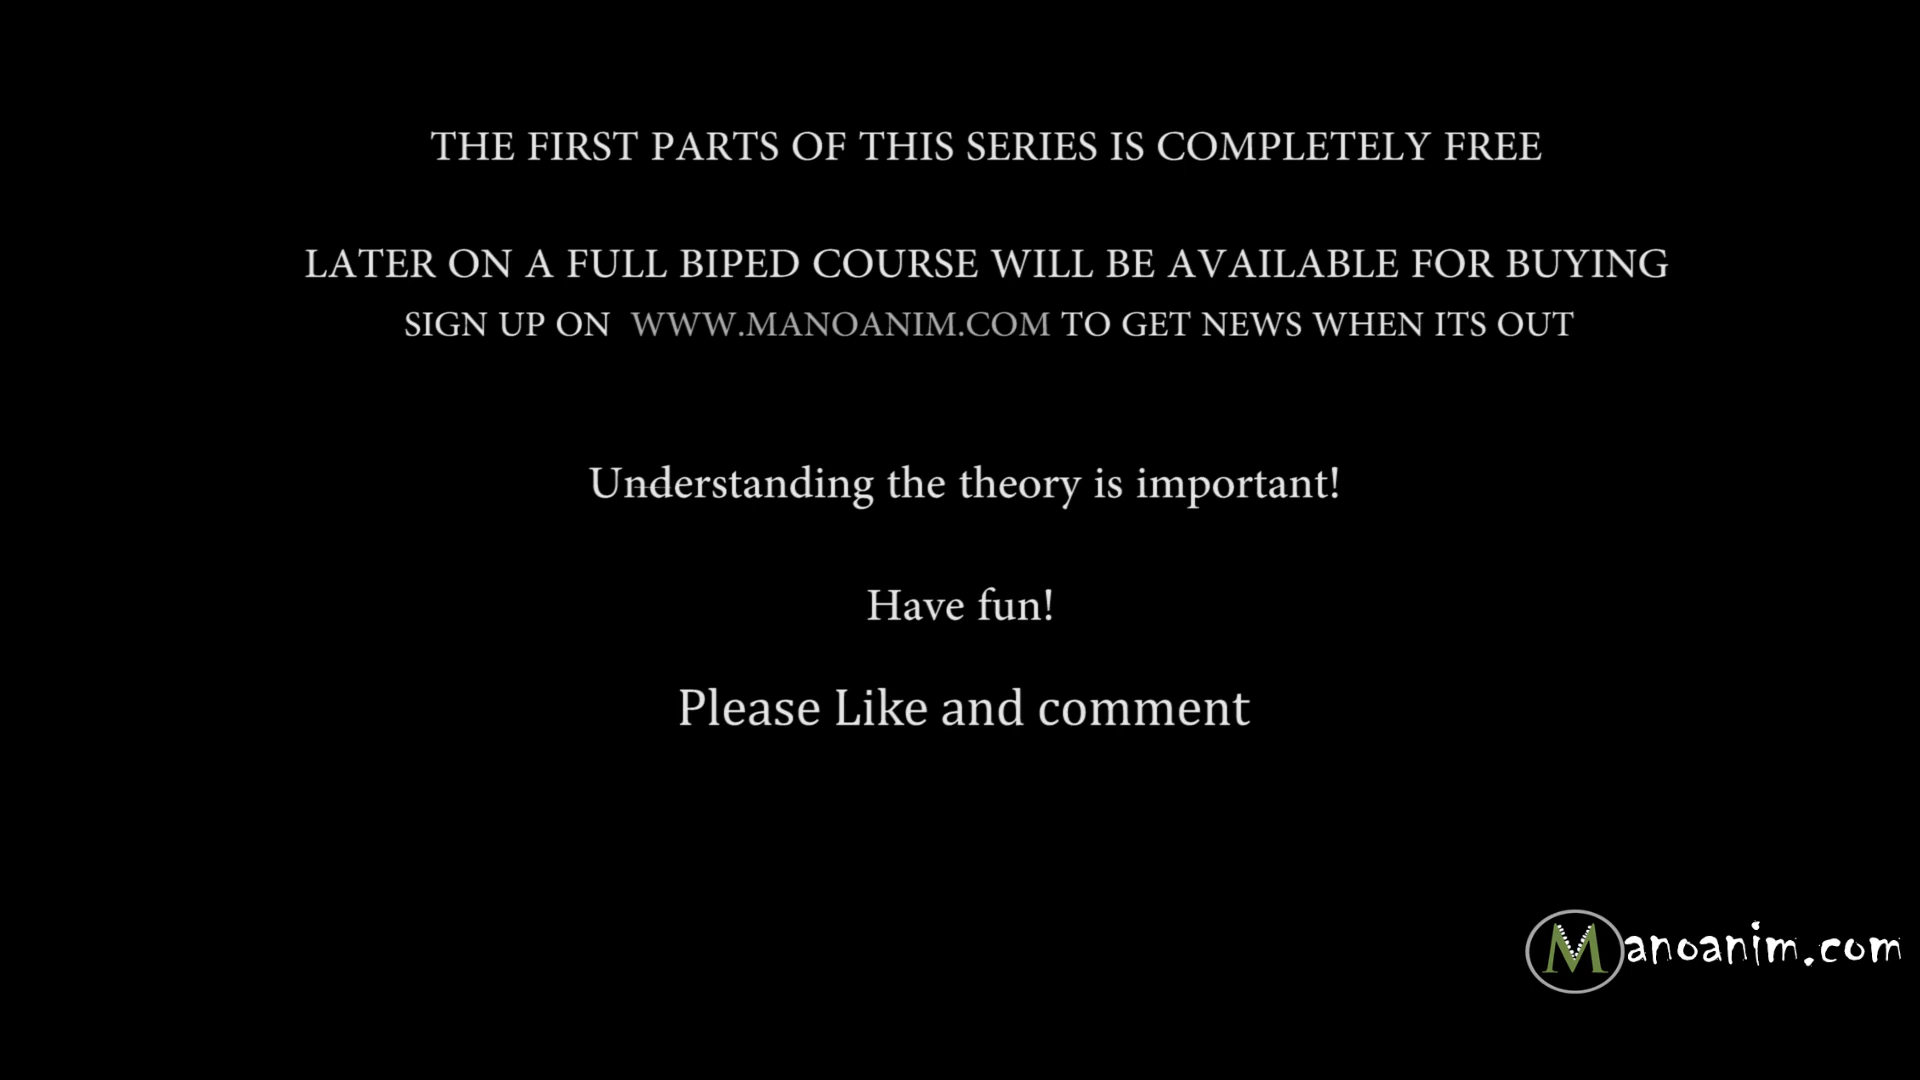 THE FIRST PARTS OF THIS SERIES IS COMPLETELY FREE
LATER ON A FULL BIPED COURSE WILL BE AVAILABLE FOR BUYING
SIGN UP ON WWW.MANOANIM.COM TO GET NEWS WHEN ITS OUT
Understanding the theory is important!
Have fun!
Please Like and comment
Manoanim.com